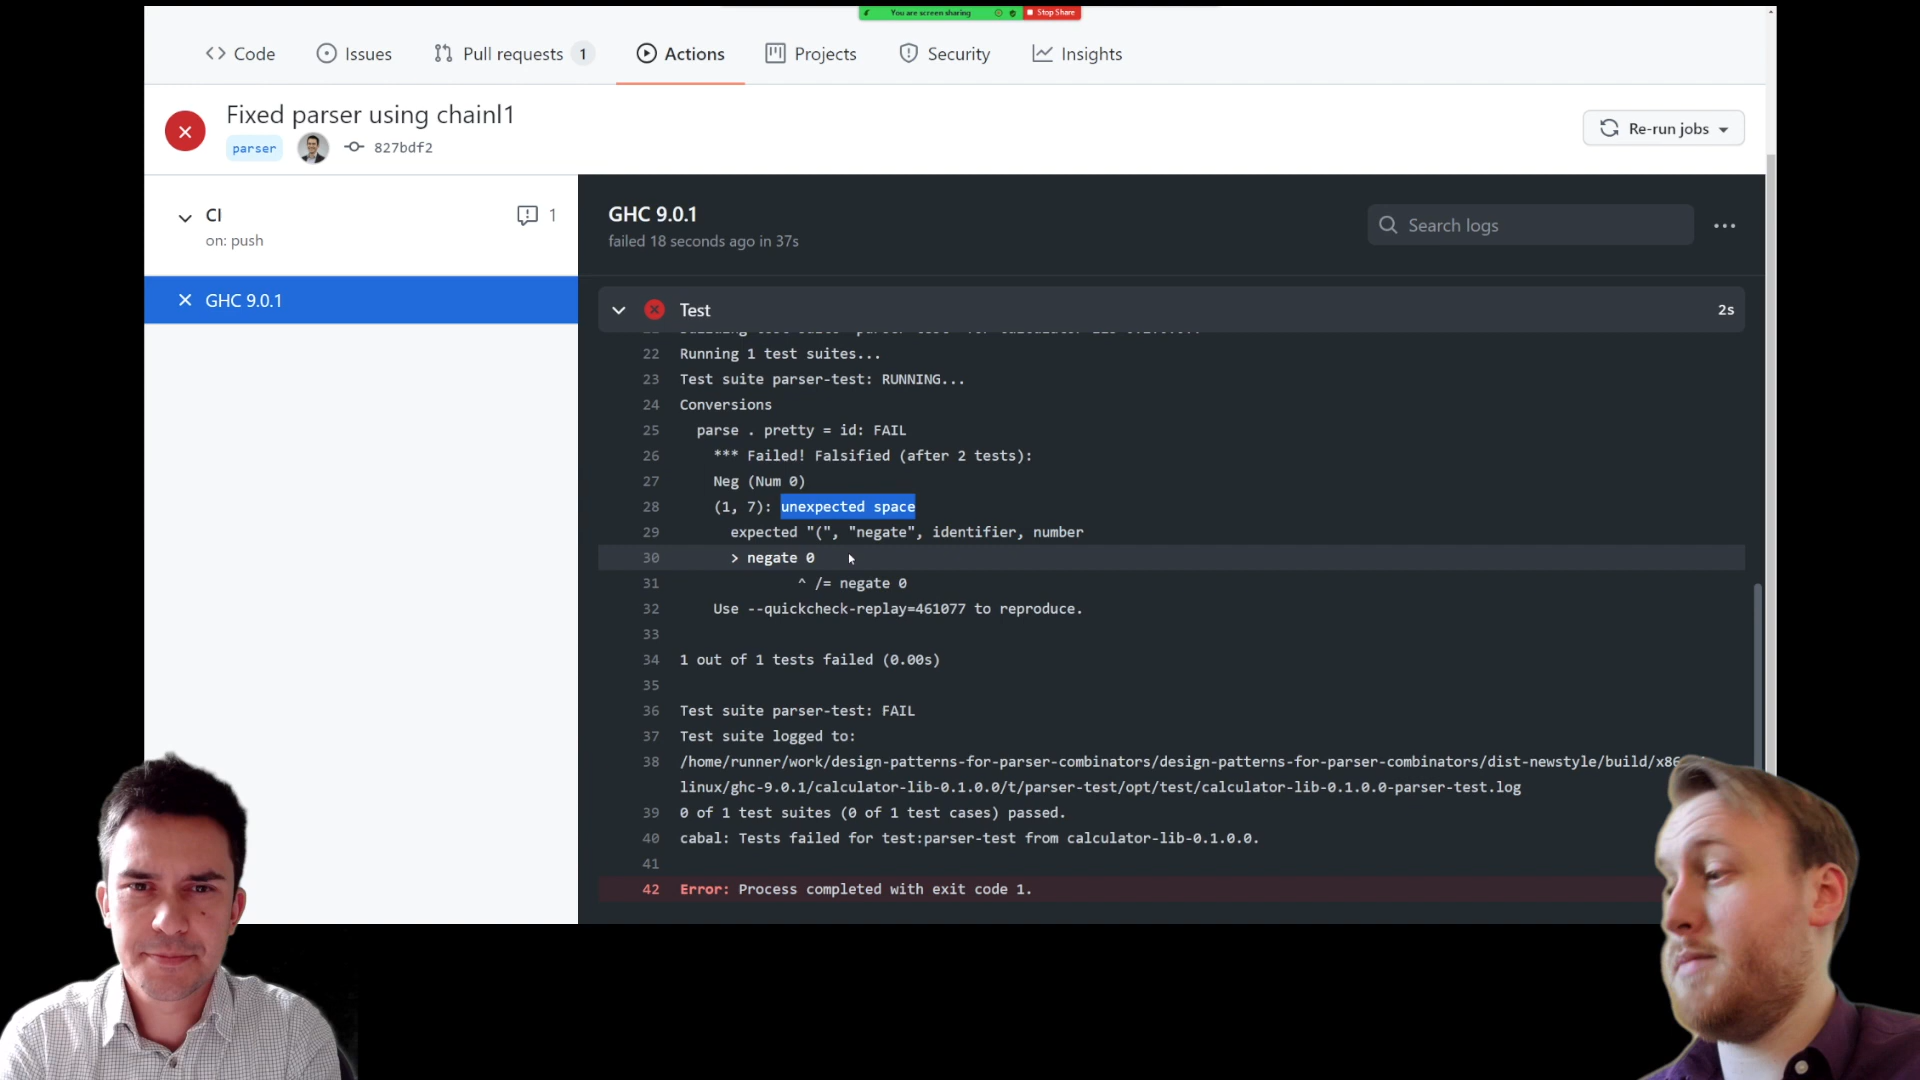 You are screen sharing Stop Share
Code Issues Pull requests 1 Actions Projects Security Insights
Fixed parser using chainl1
parser 827bdf2
Re-run jobs
CI 1
on: push
GHC 9.0.1
GHC 9.0.1
failed 18 seconds ago in 37s
Search logs
Test 2s
22 Running 1 test suites...
23 Test suite parser-test: RUNNING...
24 Conversions
25 parse . pretty = id: FAIL
26 *** Failed! Falsified (after 2 tests):
27 Neg (Num 0)
28 (1, 7): unexpected space
29 expected "(", "negate", identifier, number
30 > negate 0
31 ^ /= negate 0
32 Use --quickcheck-replay=461077 to reproduce.
33
34 1 out of 1 tests failed (0.00s)
35
36 Test suite parser-test: FAIL
37 Test suite logged to:
38 /home/runner/work/design-patterns-for-parser-combinators/design-patterns-for-parser-combinators/dist-newstyle/build/x86
linux/ghc-9.0.1/calculator-lib-0.1.0.0/t/parser-test/opt/test/calculator-lib-0.1.0.0-parser-test.log
39 0 of 1 test suites (0 of 1 test cases) passed.
40 cabal: Tests failed for test:parser-test from calculator-lib-0.1.0.0.
41
42 Error: Process completed with exit code 1.